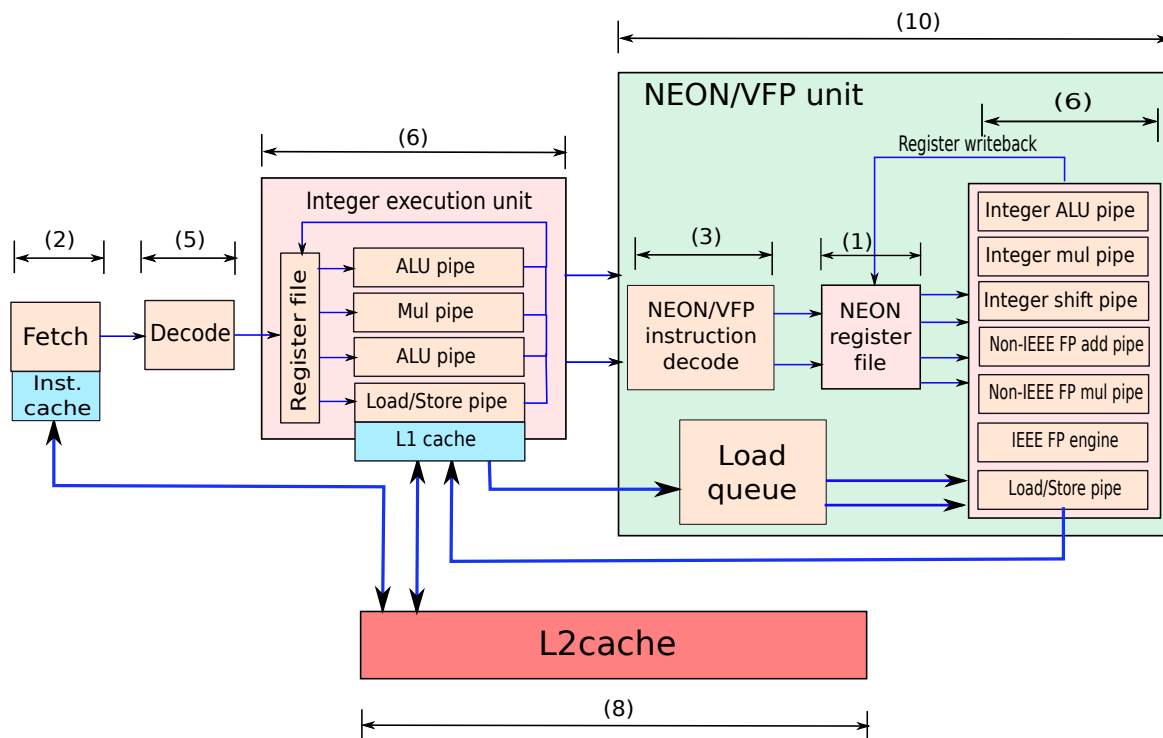 (10)
NEON/VFP unit
(6)
(6)
Register writeback
Integer execution unit
Integer ALU pipe
(2)
(5)
(3)
(1)
Integer mul pipe
Register file
ALU pipe
Mul pipe
ALU pipe
Load/Store pipe
L1 cache
Fetch
Inst.
cache
Decode
NEON/VFP
instruction
decode
NEON
register
file
Integer shift pipe
Non-IEEE FP add pipe
Non-IEEE FP mul pipe
IEEE FP engine
Load/Store pipe
Load
queue
L2cache
(8)